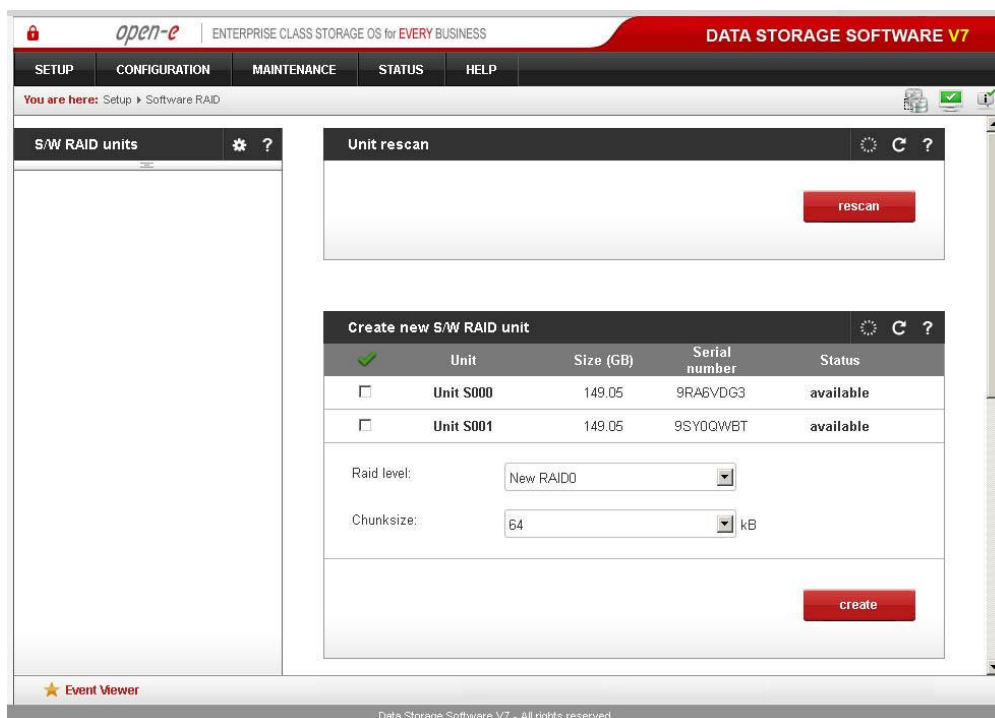 open-e ENTERPRISE CLASS STORAGE OS for EVERY BUSINESS DATA STORAGE SOFTWARE V7
SETUP CONFIGURATION MAINTENANCE STATUS HELP
You are here: Setup Software RAID
S/W RAID units ?
Unit rescan ?
rescan
Create new S/W RAID unit ?
Unit Size (GB) Serial number Status
Unit S000 149.05 9RA6VDG3 available
Unit S001 149.05 9SY0QWBT available
Raid level: New RAID0
Chunksize: 64 kB
create
Event Viewer
Data Storage Software V7 - All rights reserved